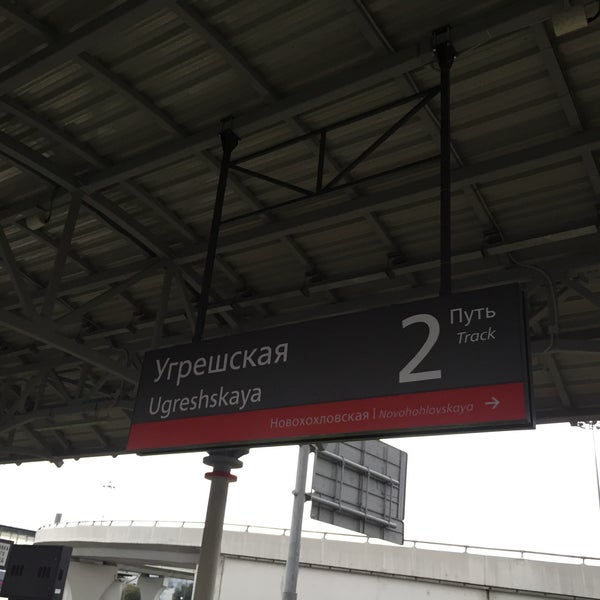 Угрешская
Ugreshskaya
2 Путь
Track
Новохохловская | Novohohlovskaya →